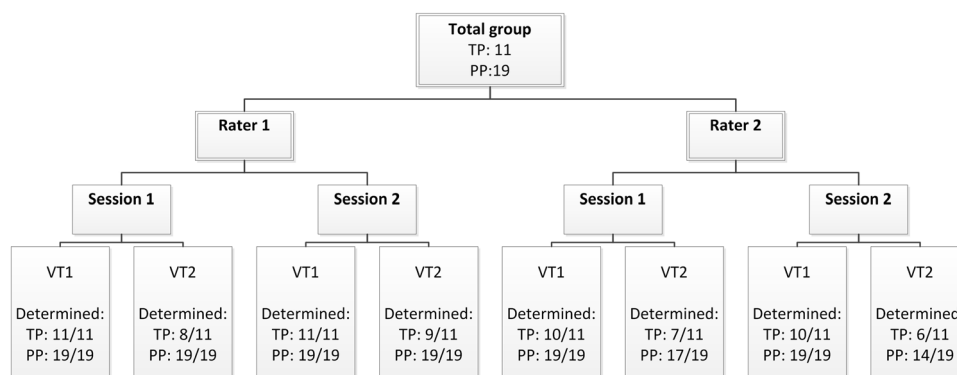 Total group
TP: 11
PP:19
Rater 1
Rater 2
Session 1
Session 2
Session 1
Session 2
VT1
Determined:
TP: 11/11
PP: 19/19
VT2
Determined:
TP: 8/11
PP: 19/19
VT1
Determined:
TP: 11/11
PP: 19/19
VT2
Determined:
TP: 9/11
PP: 19/19
VT1
Determined:
TP: 10/11
PP: 19/19
VT2
Determined:
TP: 7/11
PP: 17/19
VT1
Determined:
TP: 10/11
PP: 19/19
VT2
Determined:
TP: 6/11
PP: 14/19